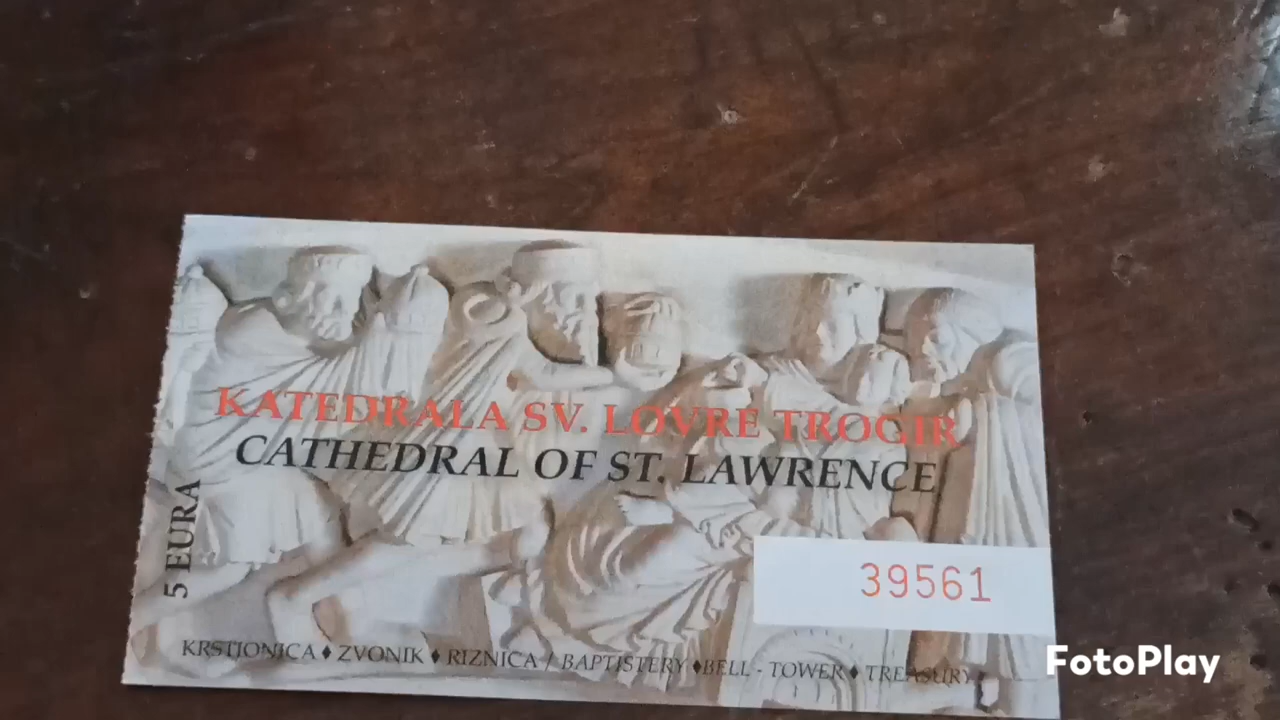 KATEDRALA SV. LOVRE TROGIR
CATHEDRAL OF ST. LAWRENCE
5 EURA
39561
KRSTIONICA ♦ ZVONIK ♦ RIZNICA / BAPTISTERY ♦ BELL - TOWER ♦ TREASURY
FotoPlay